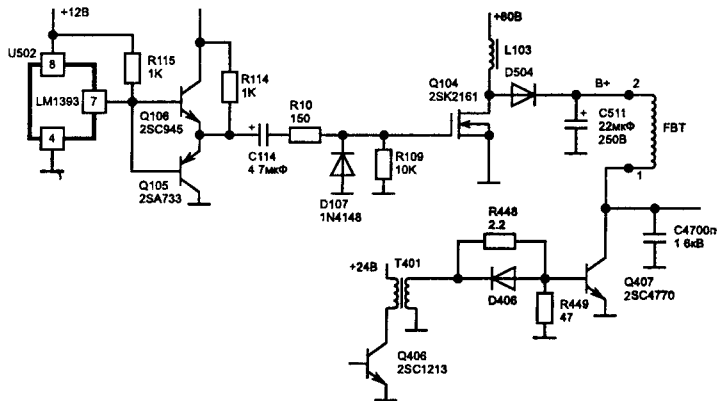 +12В
U502
8
LM1393
7
4
R115
1K
Q106
2SC945
Q105
2SA733
R114
1K
+
C114
4 7мкФ
R10
150
D107
1N4148
R109
10K
Q104
2SK2161
+80В
L103
D504
B+
2
+
C511
22мкФ
250В
FBT
1
C4700п
1 6кВ
Q407
2SC4770
R448
2.2
D406
R449
47
+24В
T401
Q406
2SC1213